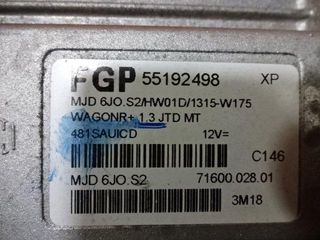 FGP 55192498 XP
MJD 6JO.S2/HW01D/1315-W175
WAGONR+ 1.3 JTD MT
481SAUICD 12V=
C146
MJD 6JO.S2 71600.028.01
3M18